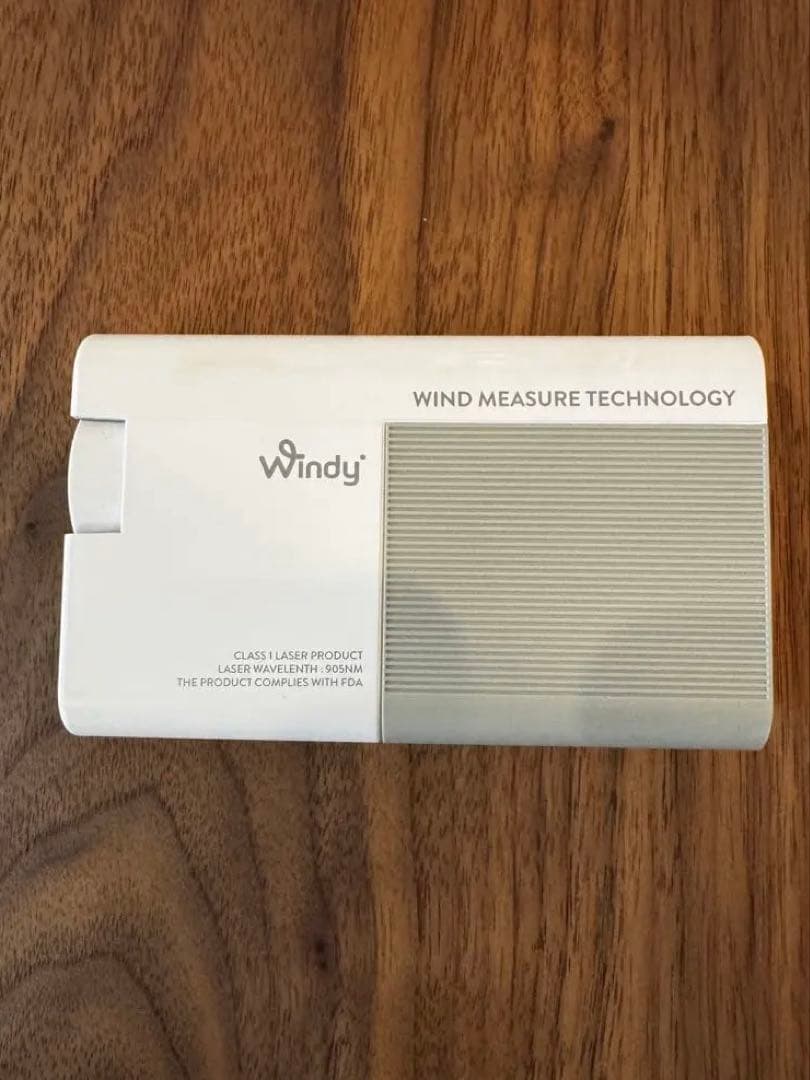 WIND MEASURE TECHNOLOGY
Windy
CLASS 1 LASER PRODUCT
LASER WAVELENTH : 905NM
THE PRODUCT COMPLIES WITH FDA